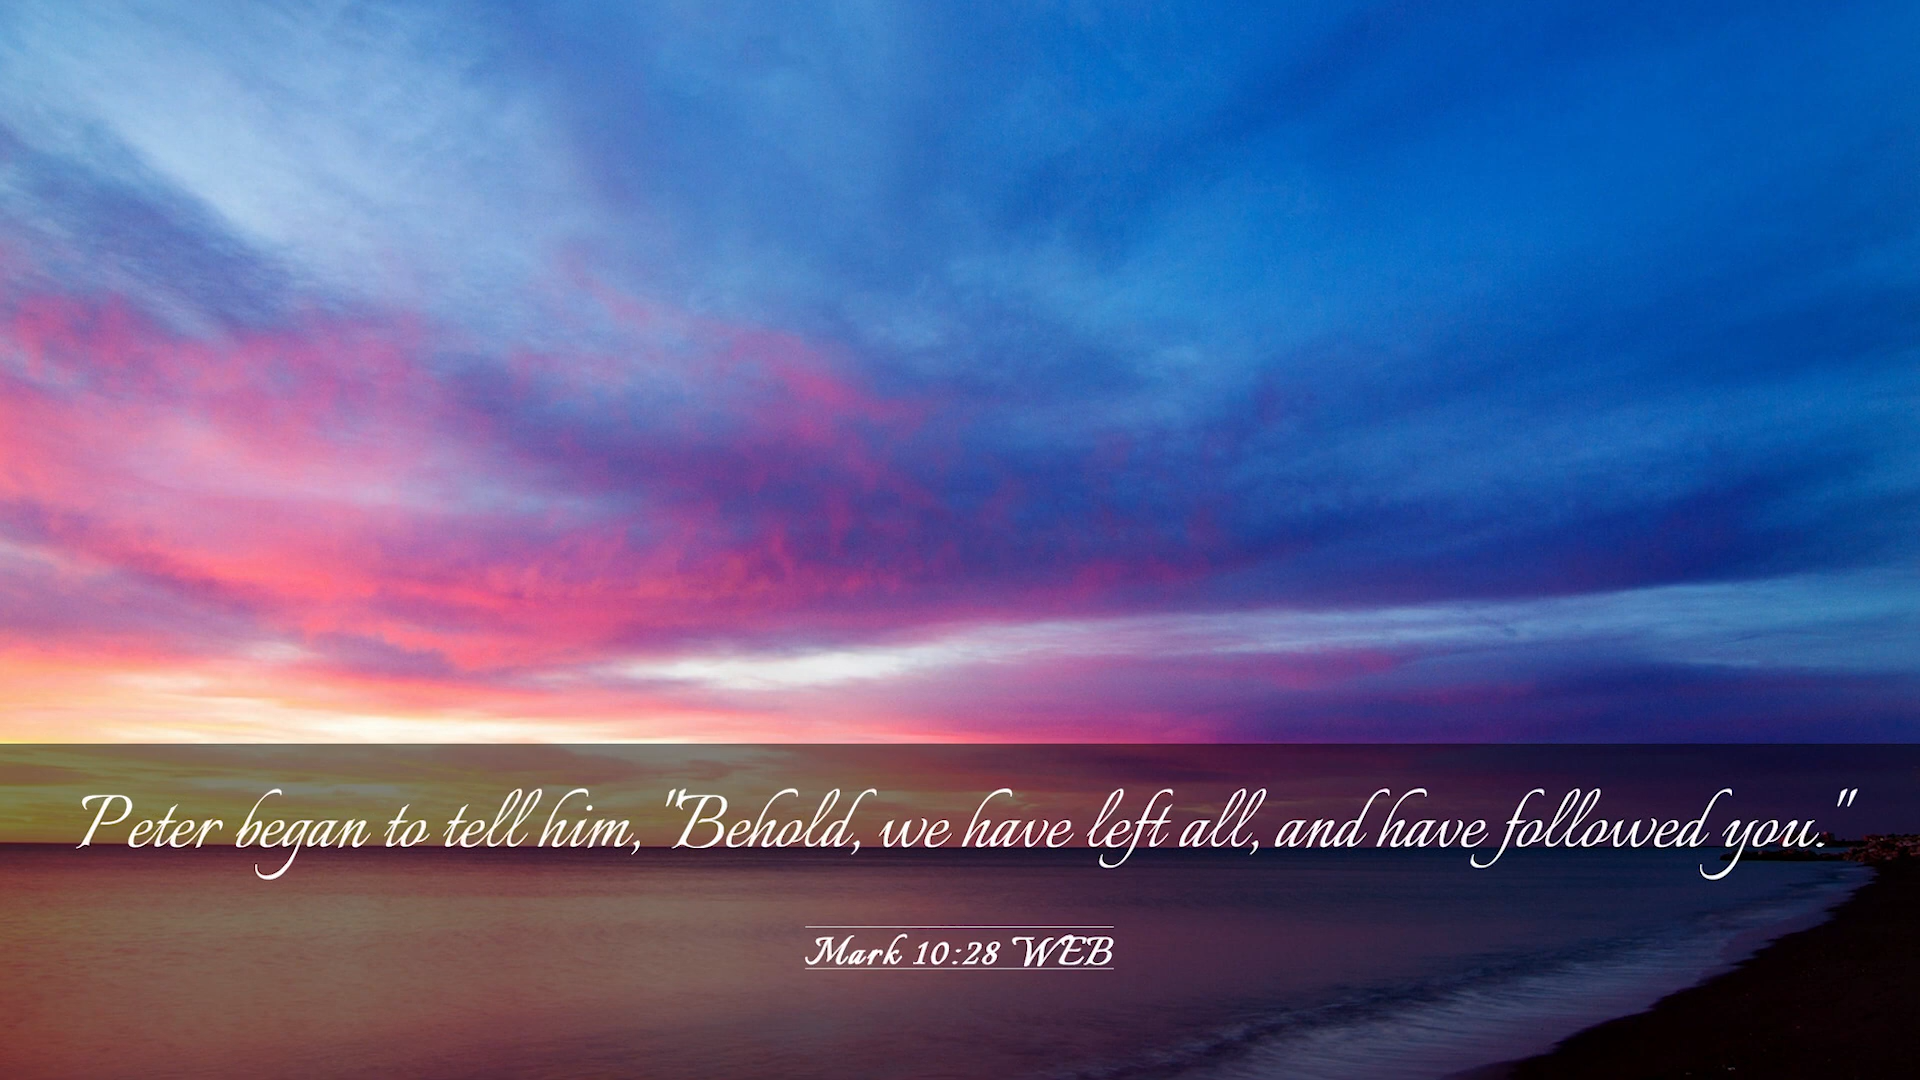 Peter began to tell him, "Behold, we have left all, and have followed you."
Mark 10:28 WEB